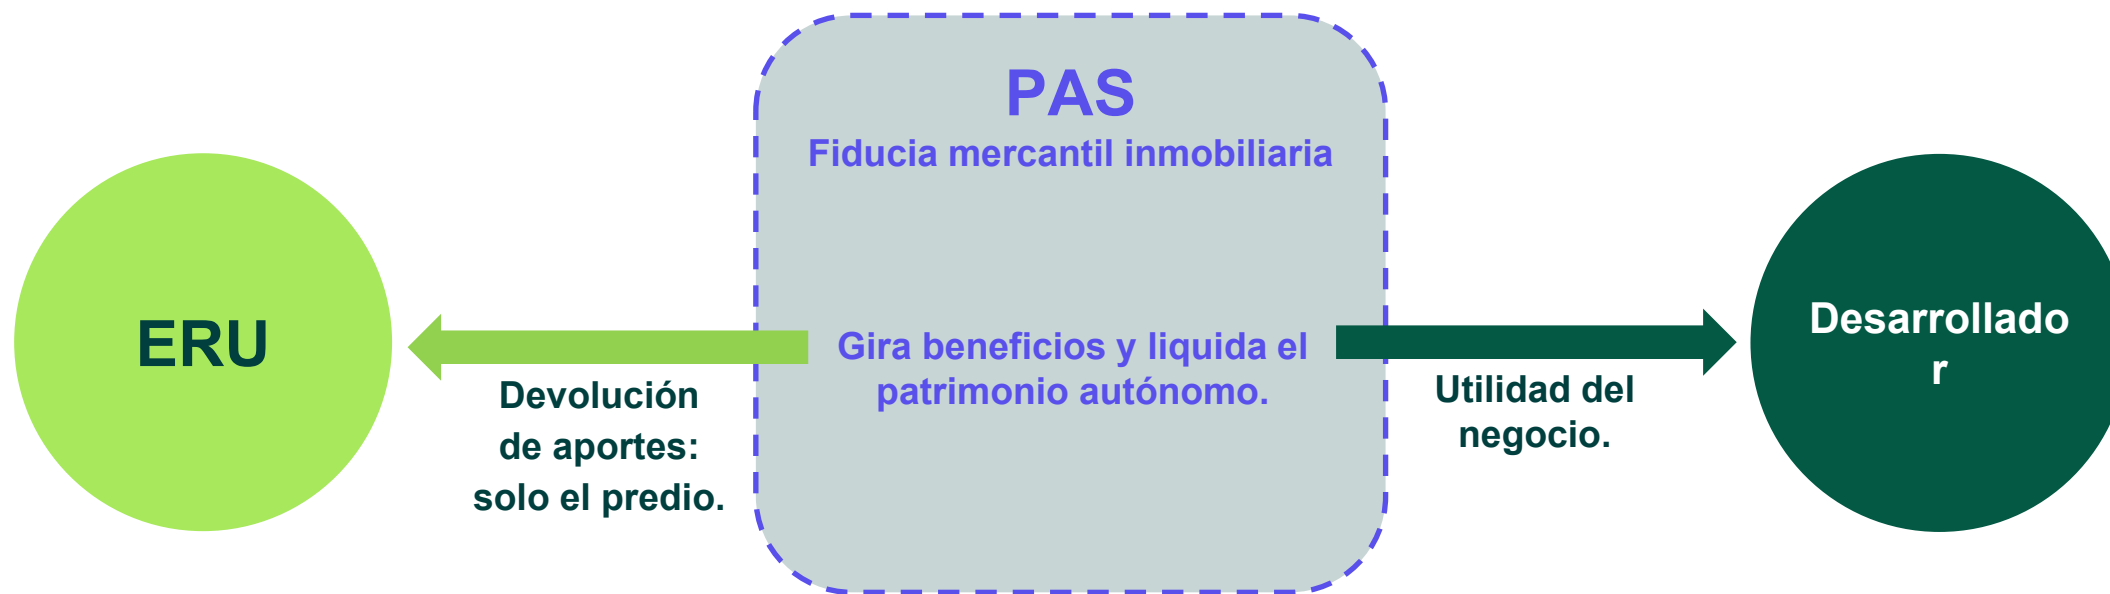 PAS
Fiducia mercantil inmobiliaria
ERU
Devolución
de aportes:
solo el predio.
Gira beneficios y liquida el
patrimonio autónomo.
Utilidad del
negocio.
Desarrollado
r